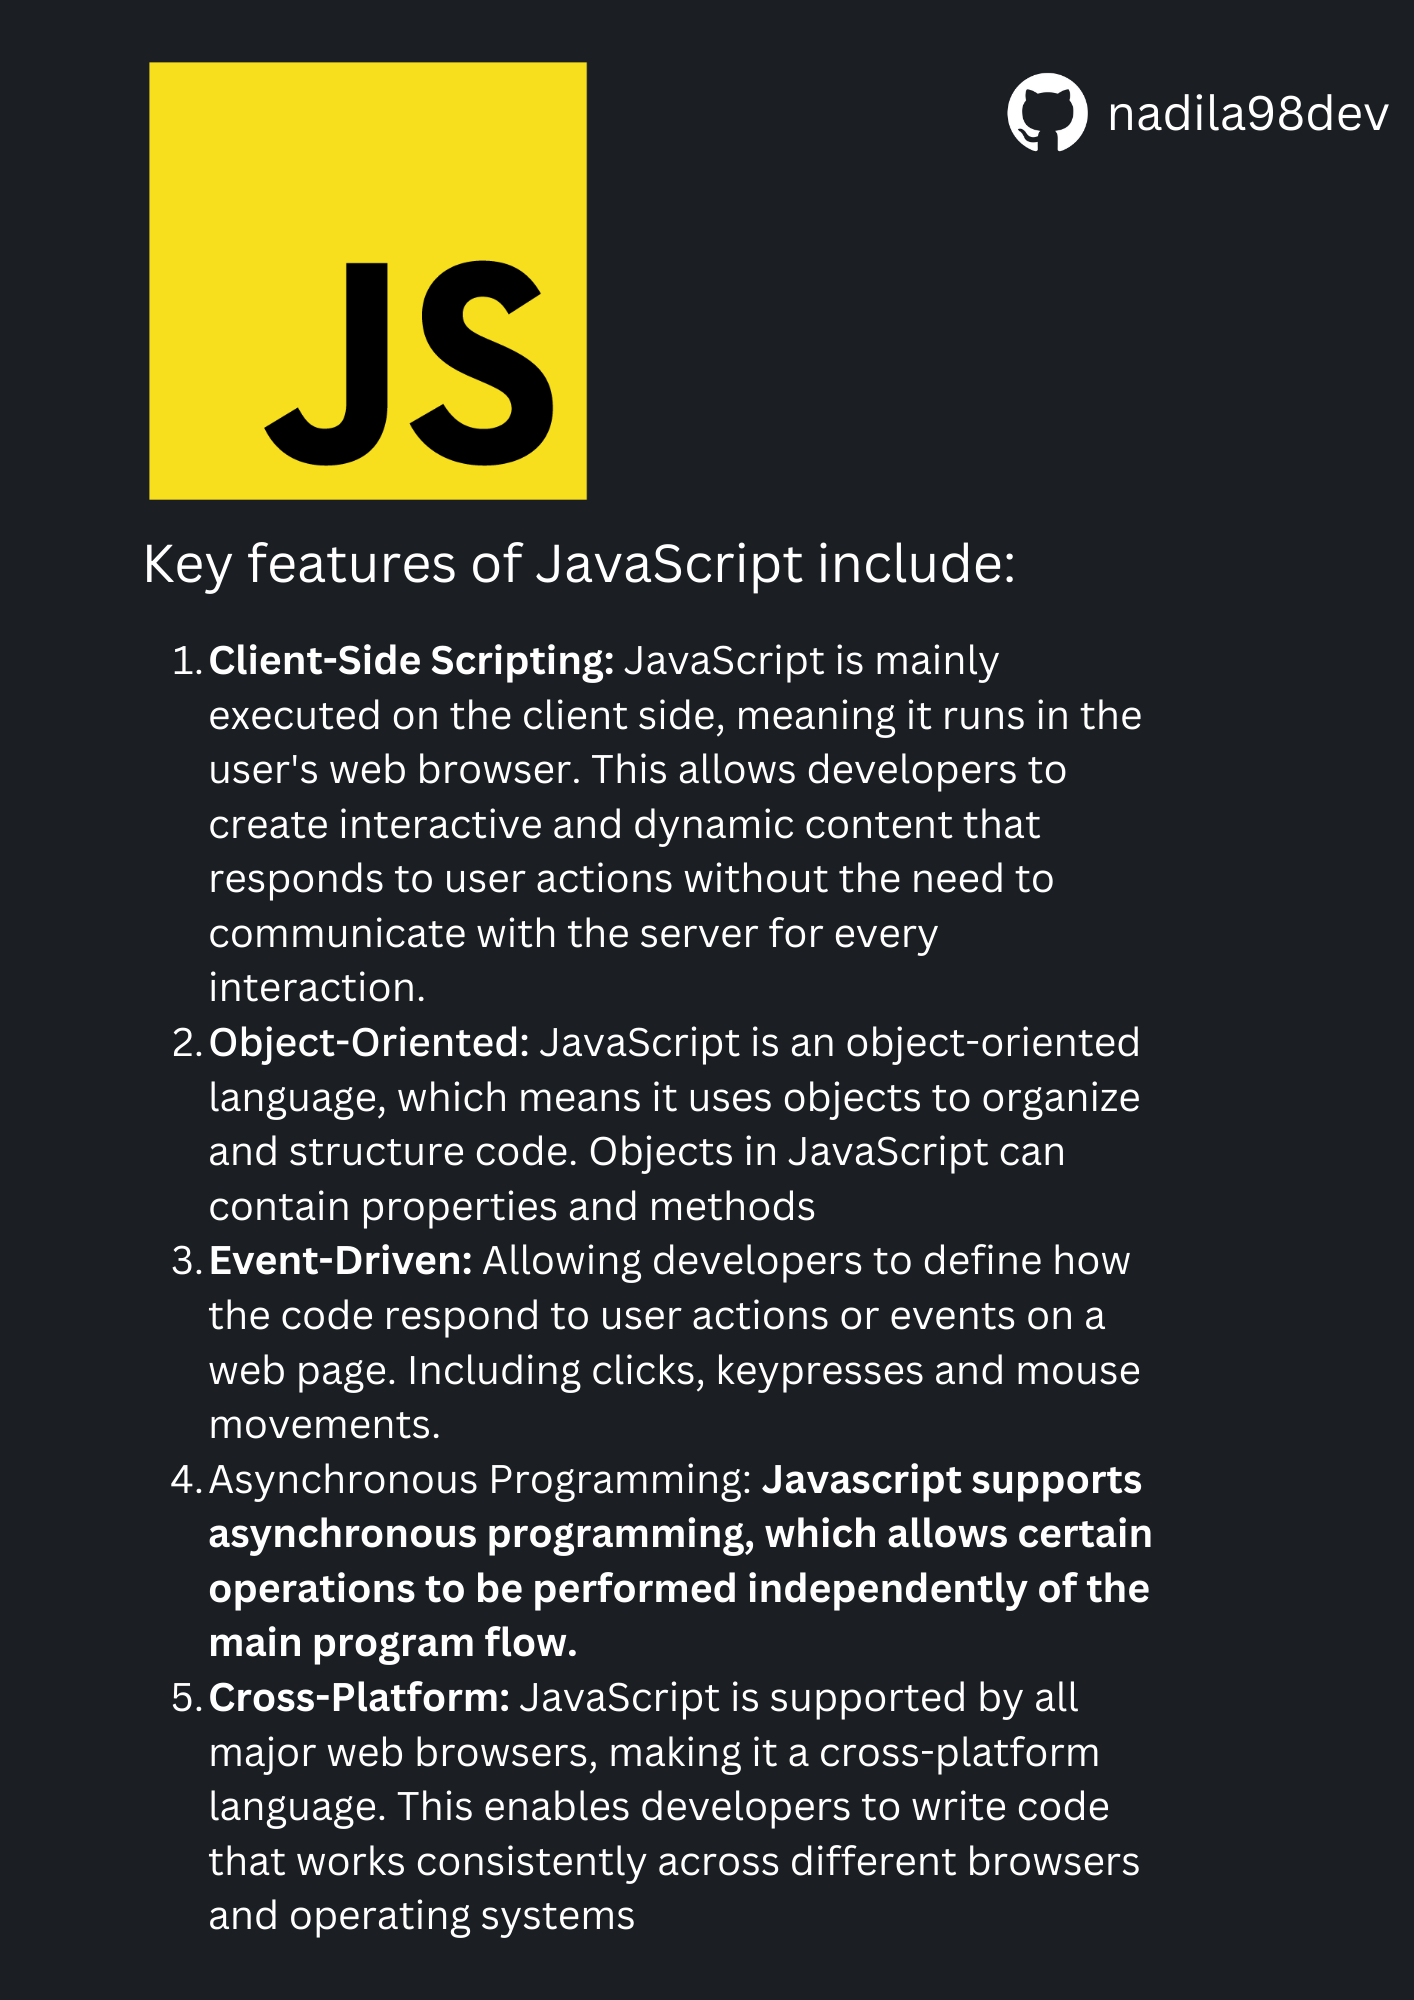 nadila98dev
JS
Key features of JavaScript include:
1. Client-Side Scripting: JavaScript is mainly
executed on the client side, meaning it runs in the
user's web browser. This allows developers to
create interactive and dynamic content that
responds to user actions without the need to
communicate with the server for every
interaction.
2. Object-Oriented: JavaScript is an object-oriented
language, which means it uses objects to organize
and structure code. Objects in JavaScript can
contain properties and methods
3. Event-Driven: Allowing developers to define how
the code respond to user actions or events on a
web page. Including clicks, keypresses and mouse
movements.
4. Asynchronous Programming: Javascript supports
asynchronous programming, which allows certain
operations to be performed independently of the
main program flow.
5. Cross-Platform: JavaScript is supported by all
major web browsers, making it a cross-platform
language. This enables developers to write code
that works consistently across different browsers
and operating systems